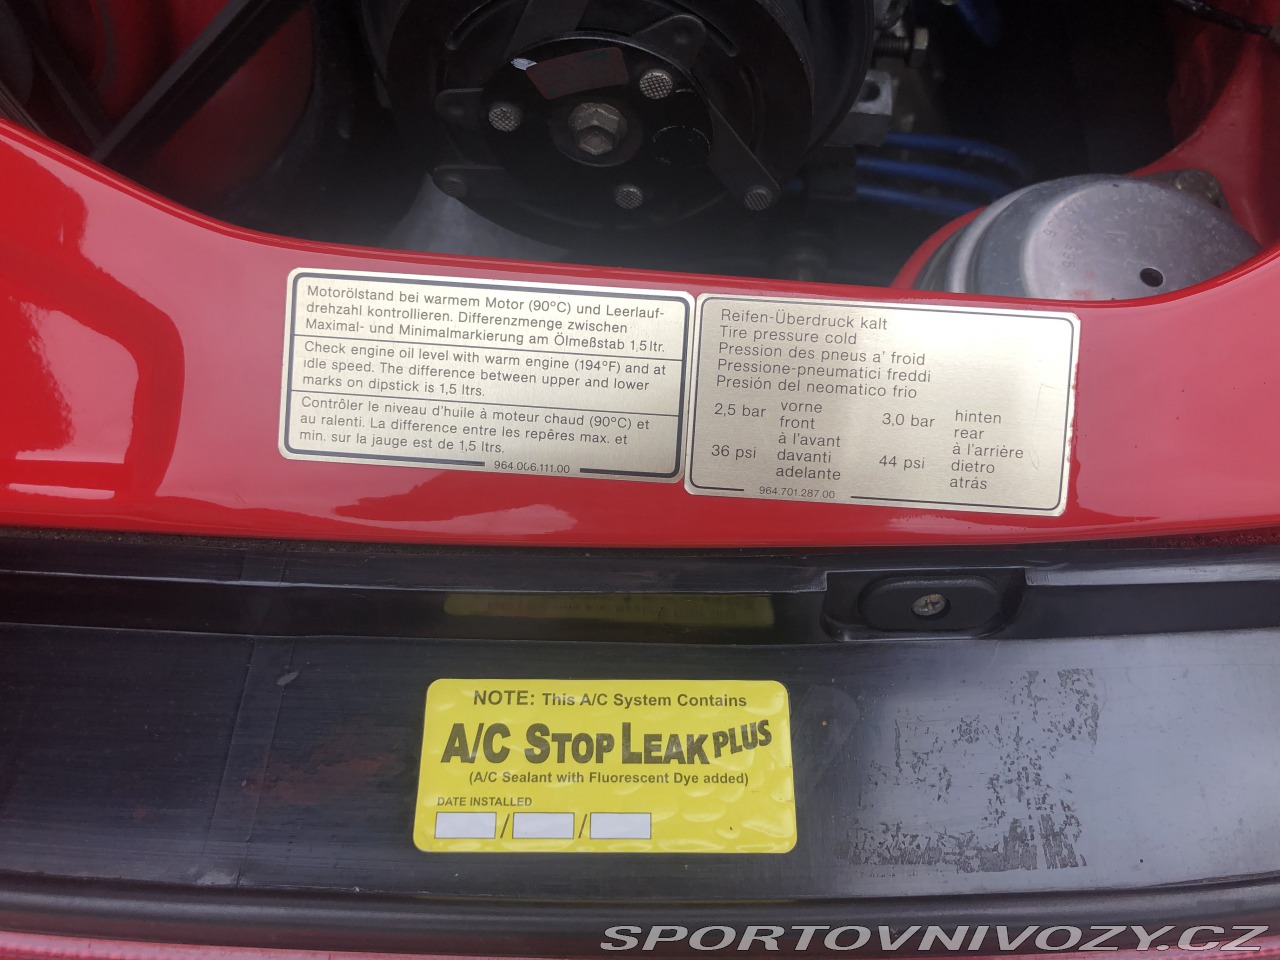 Motorölstand bei warmem Motor (90°C) und Leerlauf-
drehzahl kontrollieren. Differenzmenge zwischen
Maximal- und Minimalmarkierung am Ölmeßstab 1,5 ltr.
Check engine oil level with warm engine (194°F) and at
idle speed. The difference between upper and lower
marks on dipstick is 1,5 ltrs.
Contrôler le niveau d'huile à moteur chaud (90°C) et
au ralenti. La différence entre les repères max. et
min. sur la jauge est de 1,5 ltrs.
964.006.111.00
Reifen-Überdruck kalt
Tire pressure cold
Pression des pneus a' froid
Pressione-pneumatici freddi
Presión del neomatico frio
2,5 bar
36 psi
vorne
front
à l'avant
davanti
adelante
3,0 bar
44 psi
hinten
rear
à l'arrière
dietro
atrás
964.701.287.00
NOTE: This A/C System Contains
A/C STOP LEAK PLUS
(A/C Sealant with Fluorescent Dye added)
DATE INSTALLED
/ /
SPORTOVNIVOZY.CZ